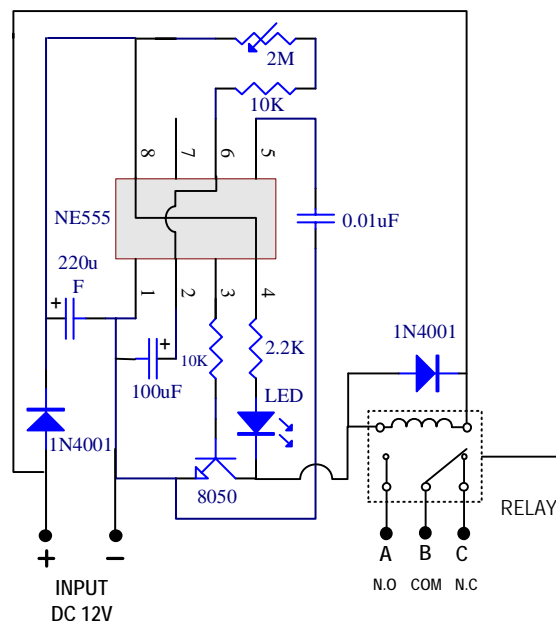 2M
10K
8
7
6
5
NE555
0.01uF
220u
F
+
1
2
3
4
+
10K
2.2K
1N4001
100uF
LED
1N4001
8050
RELAY
+
–
A
B
C
INPUT
N.O
COM
N.C
DC 12V